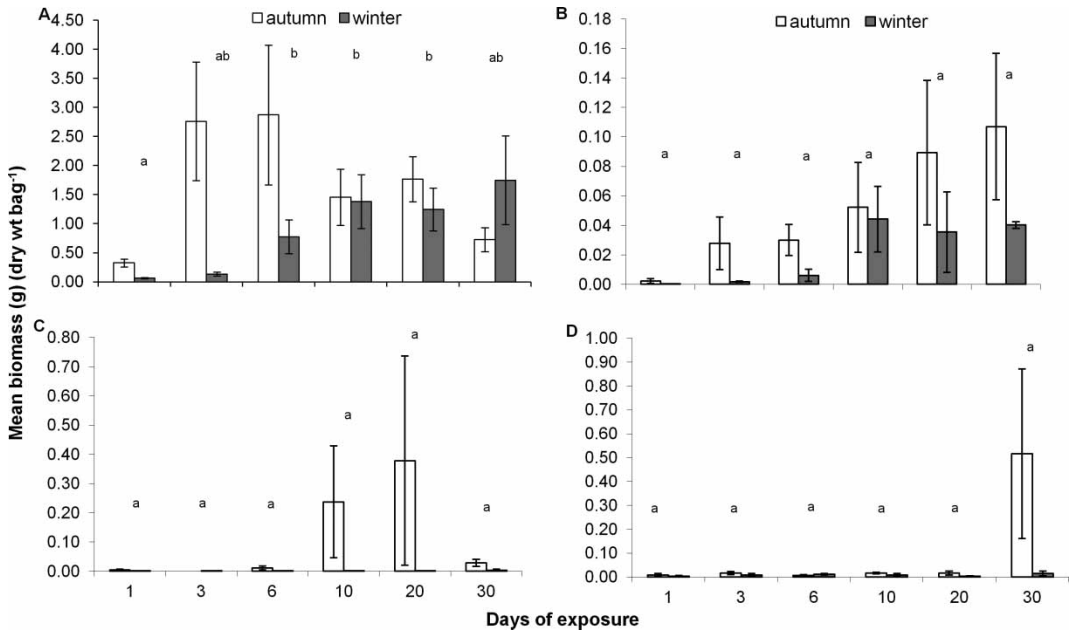 A
autumn winter
4.50
4.00
3.50
3.00
2.50
2.00
1.50
1.00
0.50
0.00
a ab b b b ab
B
autumn winter
0.18
0.16
0.14
0.12
0.10
0.08
0.06
0.04
0.02
0.00
a a a a a a
C
0.80
0.70
0.60
0.50
0.40
0.30
0.20
0.10
0.00
a a a a a a
1 3 6 10 20 30
D
1.00
0.90
0.80
0.70
0.60
0.50
0.40
0.30
0.20
0.10
0.00
a a a a a a
1 3 6 10 20 30
Mean biomass (g) (dry wt bag-1)
Days of exposure